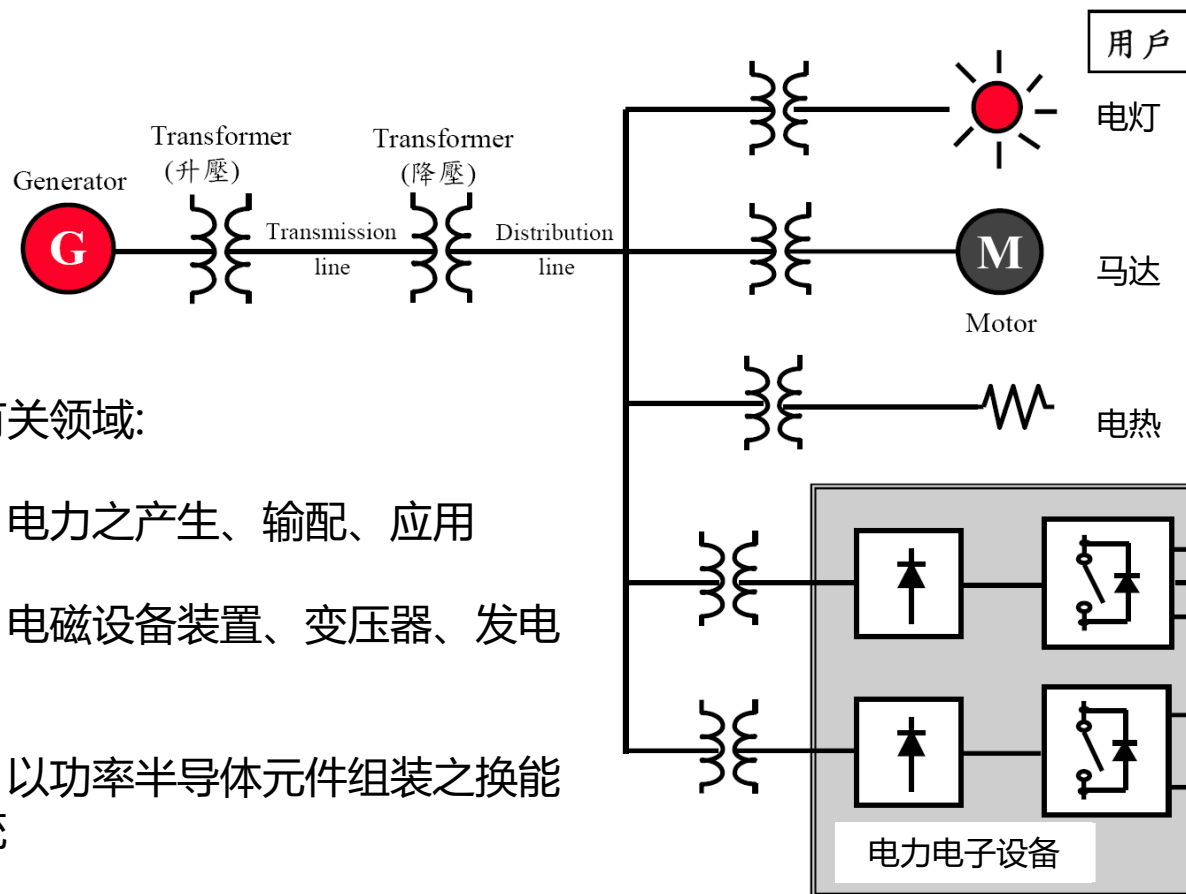 用戶
电灯
Transformer
(升壓)
Transformer
(降壓)
Generator
G
Transmission
line
Distribution
line
M
马达
Motor
关领域:
电热
电力之产生、输配、应用
电磁设备装置、变压器、发电
以功率半导体元件组装之换能
电力电子设备